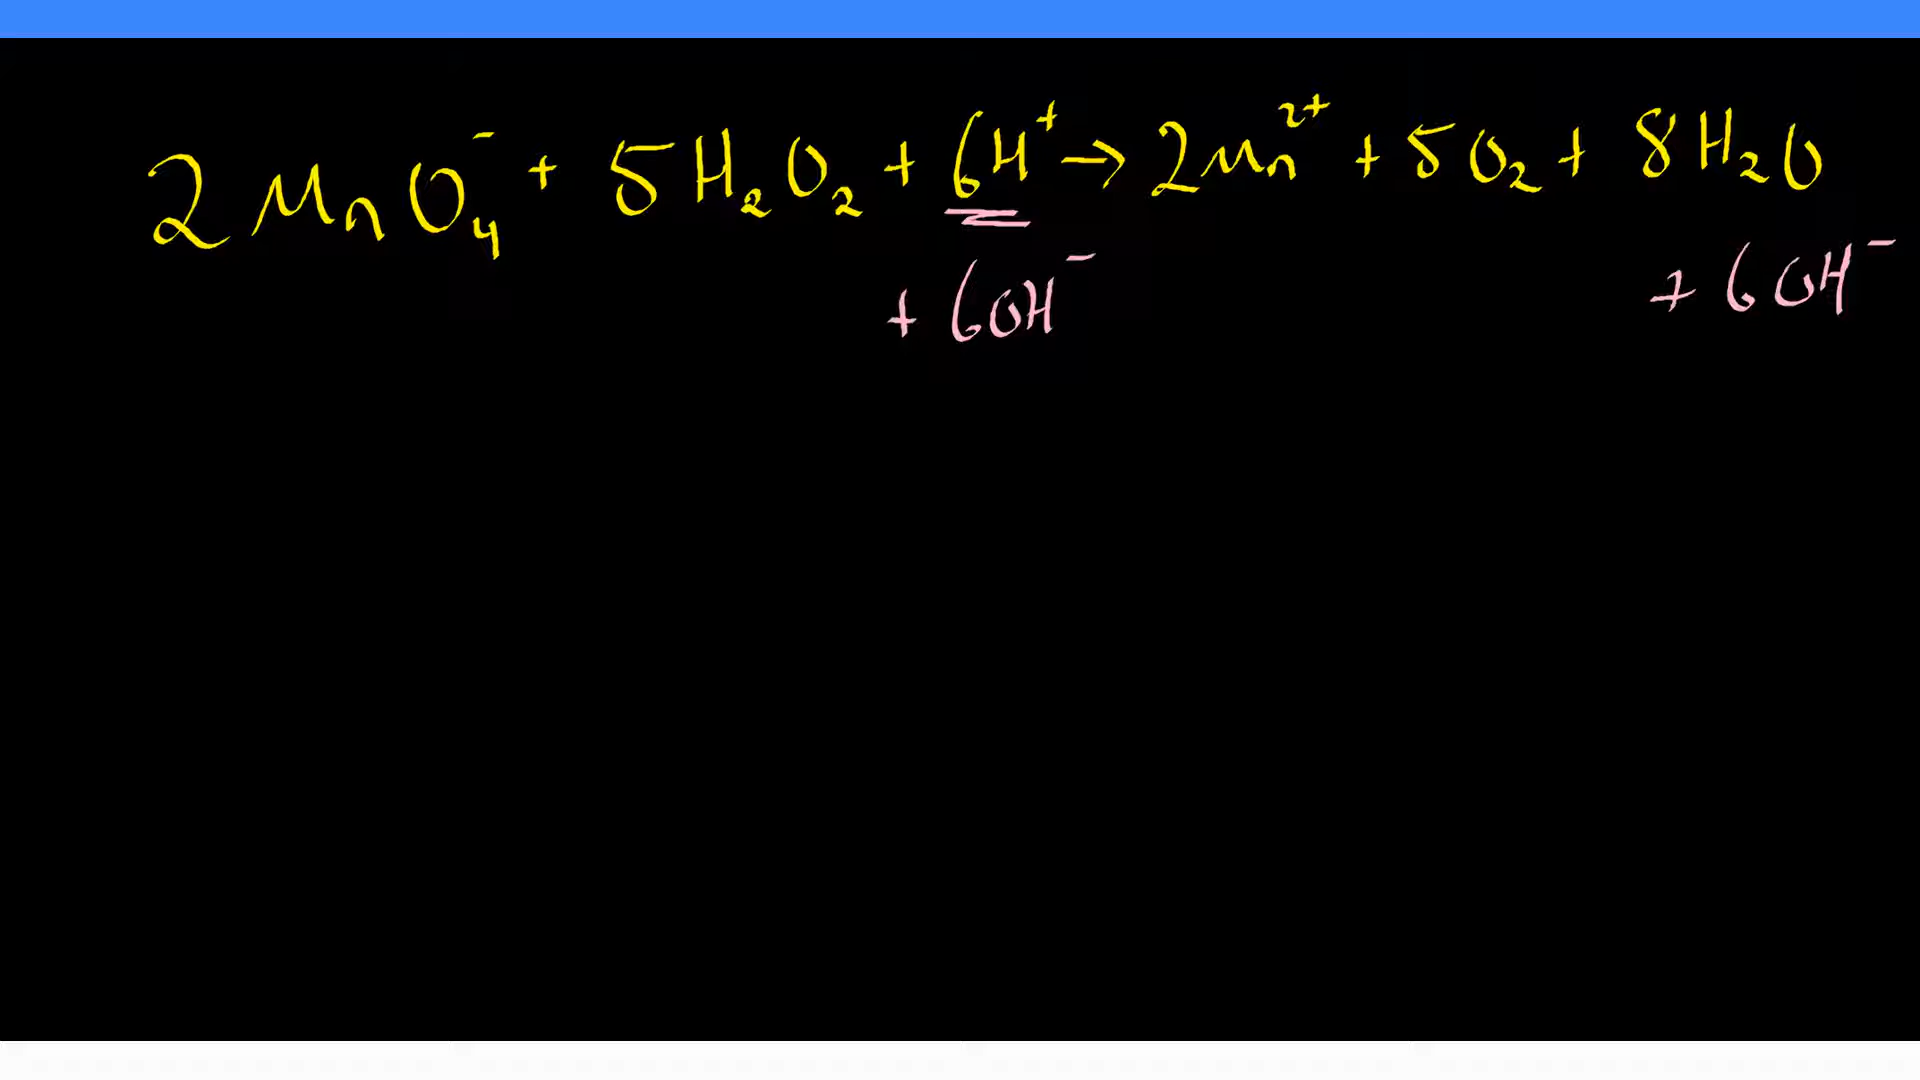 2MnO₄⁻ + 5H₂O₂ + 6H⁺ → 2Mn²⁺ + 5O₂ + 8H₂O
+ 6OH⁻ + 6OH⁻